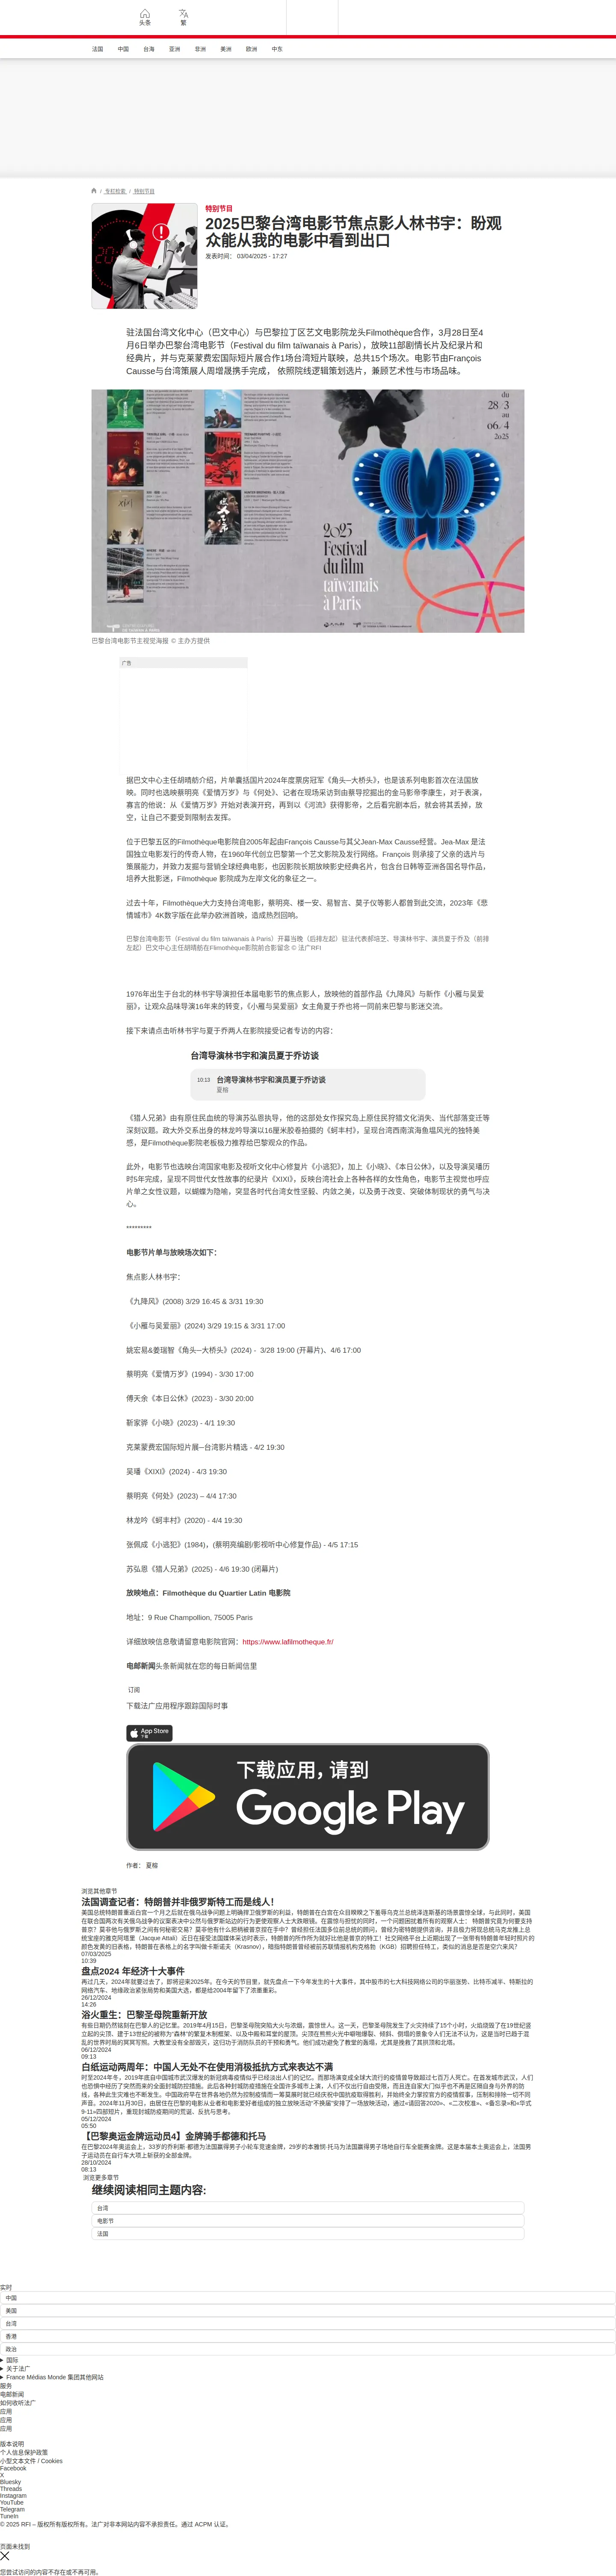 头条
繁
法国 中国 台海 亚洲 非洲 美洲 欧洲 中东
/ 专栏检索 / 特别节目
特别节目
2025巴黎台湾电影节焦点影人林书宇：盼观
众能从我的电影中看到出口
发表时间： 03/04/2025 - 17:27
驻法国台湾文化中心（巴文中心）与巴黎拉丁区艺文电影院龙头Filmothèque合作，3月28日至4
月6日举办巴黎台湾电影节（Festival du film taïwanais à Paris），放映11部剧情长片及纪录片和
经典片，并与克莱蒙费宏国际短片展合作1场台湾短片联映，总共15个场次。电影节由François
Causse与台湾策展人周增晟携手完成， 依照院线逻辑策划选片，兼顾艺术性与市场品味。
du
28 3
au
06 4
2025
2025
Festival
du film
taïwanais
à Paris
巴黎台湾电影节主视觉海报 © 主办方提供
广告
据巴文中心主任胡晴舫介绍，片单囊括国片2024年度票房冠军《角头─大桥头》，也是该系列电影首次在法国放
映。同时也选映蔡明亮《爱情万岁》与《何处》、记者在现场采访到由蔡导挖掘出的金马影帝李康生，对于表演，
寡言的他说：从《爱情万岁》开始对表演开窍，再到以《河流》获得影帝，之后看完剧本后，就会将其丢掉，放
空，让自己不要受到限制去发挥。
位于巴黎五区的Filmothèque电影院自2005年起由François Causse与其父Jean-Max Causse经营。Jea-Max 是法
国独立电影发行的传奇人物，在1960年代创立巴黎第一个艺文影院及发行网络。François 则承接了父亲的选片与
策展能力，并致力发掘与营销全球经典电影，也因影院长期放映影史经典名片，包含台日韩等亚洲各国名导作品，
培养大批影迷，Filmothèque 影院成为左岸文化的象征之一。
过去十年，Filmothèque大力支持台湾电影，蔡明亮、楼一安、易智言、莫子仪等影人都曾到此交流，2023年《悲
情城市》4K数字版在此举办欧洲首映，造成热烈回响。
巴黎台湾电影节（Festival du film taïwanais à Paris）开幕当晚（后排左起）驻法代表郝培芝、导演林书宇、演员夏于乔及（前排
左起）巴文中心主任胡晴舫在Flimothèque影院前合影留念 © 法广RFI
1976年出生于台北的林书宇导演担任本届电影节的焦点影人，放映他的首部作品《九降风》与新作《小雁与吴爱
丽》，让观众品味导演16年来的转变，《小雁与吴爱丽》女主角夏于乔也将一同前来巴黎与影迷交流。
接下来请点击听林书宇与夏于乔两人在影院接受记者专访的内容：
台湾导演林书宇和演员夏于乔访谈
10:13 台湾导演林书宇和演员夏于乔访谈
夏榕
《猎人兄弟》由有原住民血统的导演苏弘恩执导，他的这部处女作探究岛上原住民狩猎文化消失、当代部落变迁等
深刻议题。政大外交系出身的林龙吟导演以16厘米胶卷拍摄的《蚵丰村》，呈现台湾西南滨海鱼塭风光的独特美
感，是Filmothèque影院老板极力推荐给巴黎观众的作品。
此外，电影节也选映台湾国家电影及视听文化中心修复片《小逃犯》，加上《小晓》、《本日公休》，以及导演吴璠历
时5年完成，呈现不同世代女性故事的纪录片《XiXi》，反映台湾社会上各种各样的女性角色，电影节主视觉也呼应
片单之女性议题，以蝴蝶为隐喻，突显各时代台湾女性坚毅、内敛之美，以及勇于改变、突破体制现状的勇气与决
心。
*********
电影节片单与放映场次如下：
焦点影人林书宇：
《九降风》(2008) 3/29 16:45 & 3/31 19:30
《小雁与吴爱丽》(2024) 3/29 19:15 & 3/31 17:00
姚宏易&姜瑞智《角头─大桥头》(2024) - 3/28 19:00 (开幕片)、4/6 17:00
蔡明亮《爱情万岁》(1994) - 3/30 17:00
傅天余《本日公休》(2023) - 3/30 20:00
靳家骅《小晓》(2023) - 4/1 19:30
克莱蒙费宏国际短片展─台湾影片精选 - 4/2 19:30
吴璠《XiXi》(2024) - 4/3 19:30
蔡明亮《何处》(2023) – 4/4 17:30
林龙吟《蚵丰村》(2020) - 4/4 19:30
张佩成《小逃犯》(1984)，(蔡明亮编剧/影视听中心修复作品) - 4/5 17:15
苏弘恩《猎人兄弟》(2025) - 4/6 19:30 (闭幕片)
放映地点：Filmothèque du Quartier Latin 电影院
地址：9 Rue Champollion, 75005 Paris
详细放映信息敬请留意电影院官网：https://www.lafilmotheque.fr/
电邮新闻头条新闻就在您的每日新闻信里
订阅
下载法广应用程序跟踪国际时事
App Store
下载
下载应用，请到
Google Play
作者： 夏榕
浏览其他章节
法国调查记者：特朗普并非俄罗斯特工而是线人！
07/03/2025
10:39
盘点2024 年经济十大事件
26/12/2024
14:26
浴火重生：巴黎圣母院重新开放
06/12/2024
09:13
白纸运动两周年：中国人无处不在使用消极抵抗方式来表达不满
05/12/2024
05:50
【巴黎奥运金牌运动员4】金牌骑手都德和托马
28/10/2024
08:13
浏览更多章节
继续阅读相同主题内容:
台湾
电影节
法国
实时
中国
美国
台湾
香港
政治
国际
关于法广
France Médias Monde 集团其他网站
服务
电邮新闻
如何收听法广
应用
应用
应用
版本说明
个人信息保护政策
小型文本文件 / Cookies
Facebook
X
Bluesky
Threads
Instagram
YouTube
Telegram
TuneIn
© 2025 RFI – 版权所有版权所有。法广对非本网站内容不承担责任。通过 ACPM 认证。
页面未找到
您尝试访问的内容不存在或不再可用。